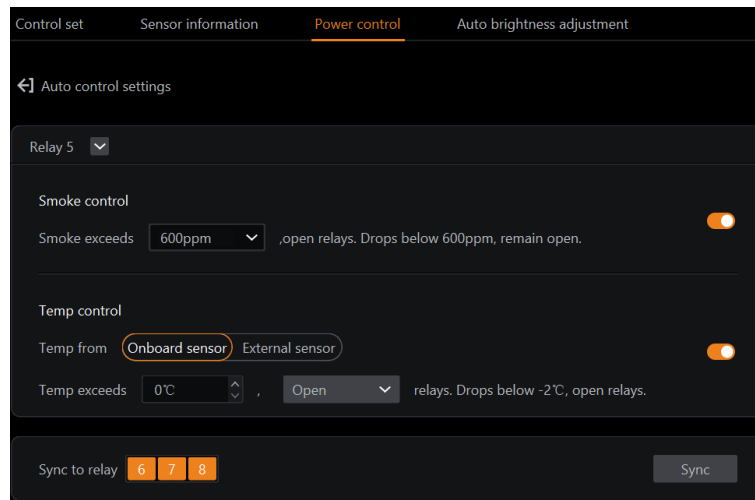 Control set Sensor information Power control Auto brightness adjustment
Auto control settings
Relay 5
Smoke control
Smoke exceeds 600ppm ,open relays. Drops below 600ppm, remain open.
Temp control
Temp from Onboard sensor External sensor
Temp exceeds 0℃ , Open relays. Drops below -2℃, open relays.
Sync to relay 6 7 8 Sync